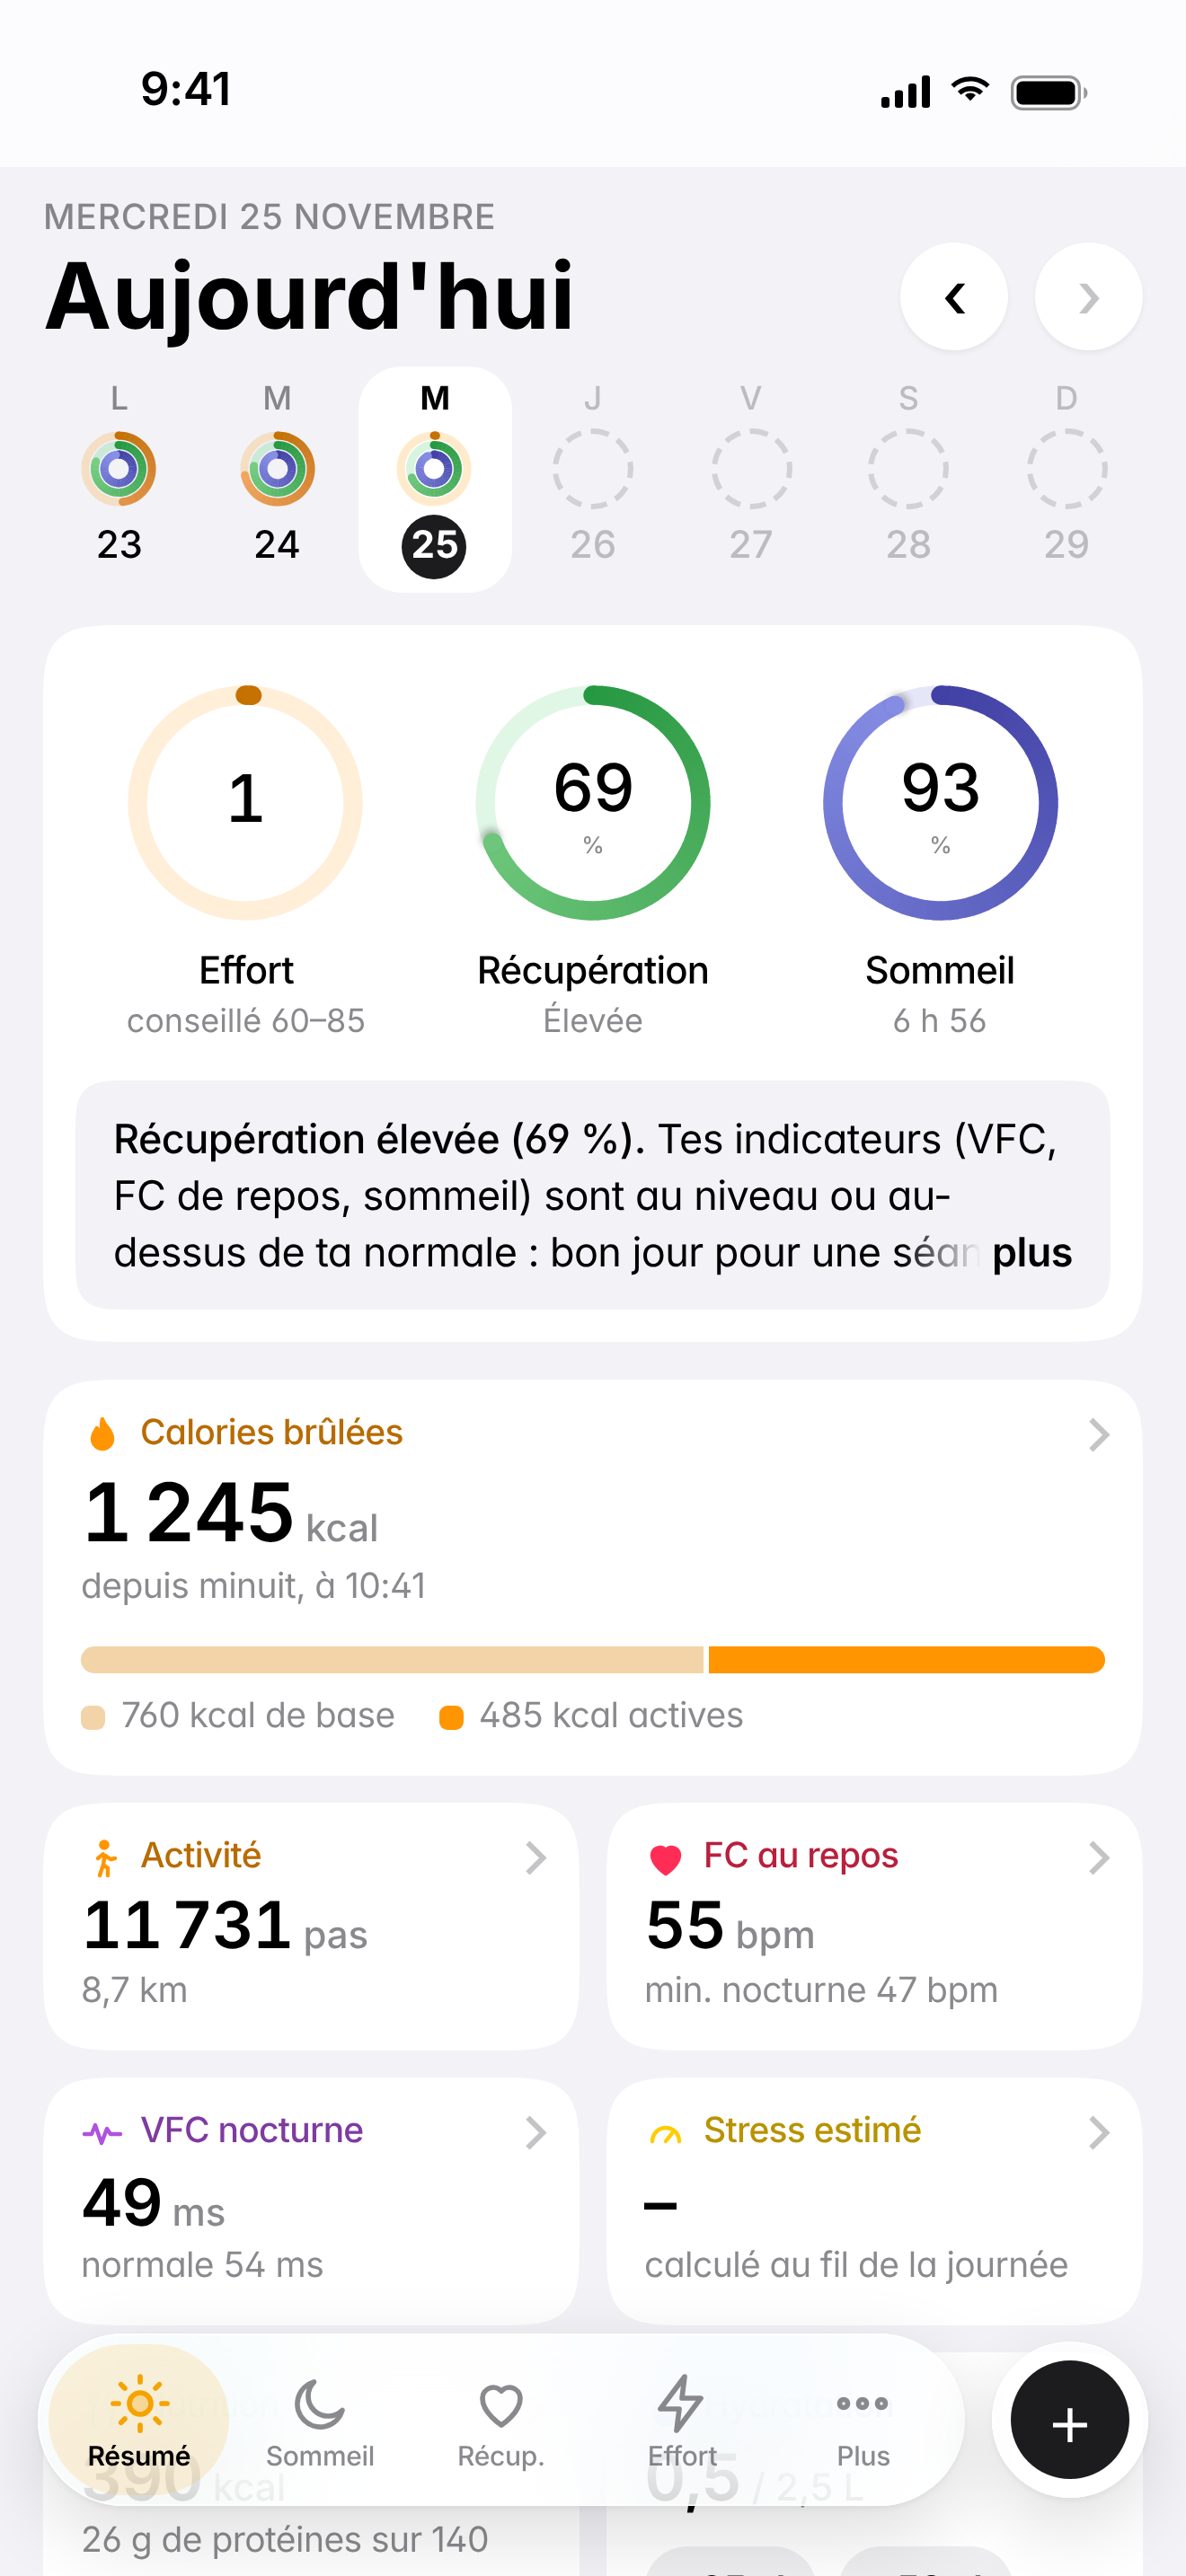 9:41
MERCREDI 25 NOVEMBRE
Aujourd'hui
L M M J V S D
23 24 25 26 27 28 29
1
69 %
93 %
Effort
Récupération
Sommeil
conseillé 60–85
Élevée
6 h 56
Récupération élevée (69 %). Tes indicateurs (VFC,
FC de repos, sommeil) sont au niveau ou au-
dessus de ta normale : bon jour pour une séan plus
Calories brûlées
1 245 kcal
depuis minuit, à 10:41
760 kcal de base
485 kcal actives
Activité
11 731 pas
8,7 km
FC au repos
55 bpm
min. nocturne 47 bpm
VFC nocturne
49 ms
normale 54 ms
Stress estimé
–
calculé au fil de la journée
Résumé
Sommeil
Récup.
Effort
Plus
+
390 kcal
26 g de protéines sur 140
0,5 / 2,5 L